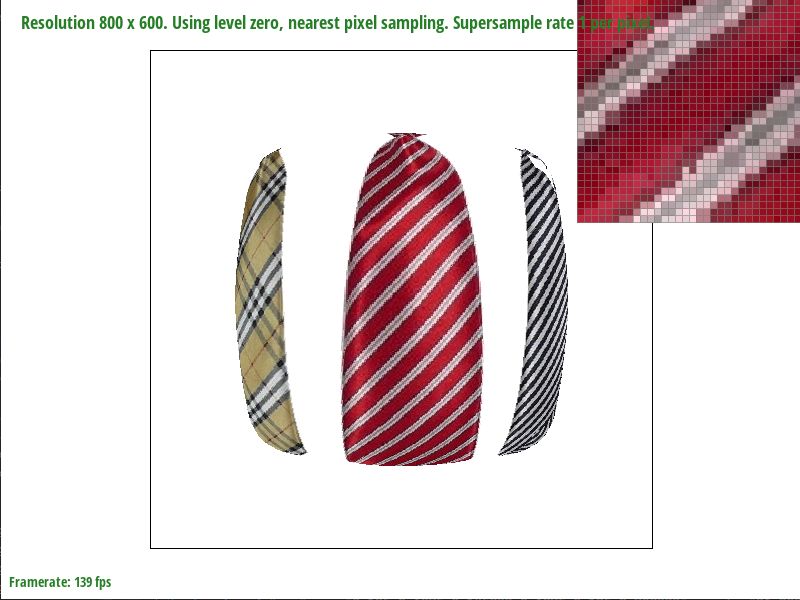 Resolution 800 x 600. Using level zero, nearest pixel sampling. Supersample rate 1 per pixel.
Framerate: 139 fps